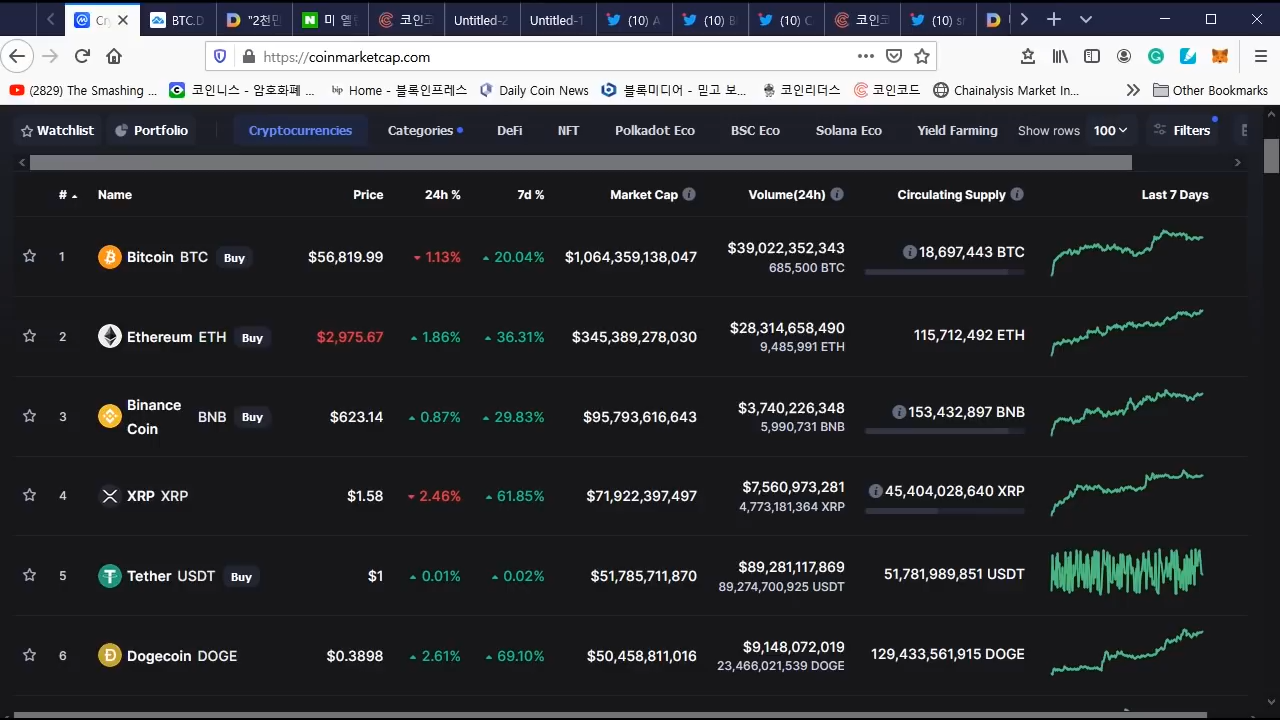 Cr
BTC.D
"2천만
미 옐런
코인코
Untitled-2
Untitled-1
(10) A
(10) E
(10) C
코인코
(10) sr
https://coinmarketcap.com
(2829) The Smashing ...
코인니스 - 암호화폐 ...
bip Home - 블록인프레스
Daily Coin News
블록미디어 - 믿고 보...
코인리더스
코인코드
Chainalysis Market In...
Other Bookmarks
Watchlist
Portfolio
Cryptocurrencies
Categories
DeFi
NFT
Polkadot Eco
BSC Eco
Solana Eco
Yield Farming
Show rows
100
Filters
# Name Price 24h % 7d % Market Cap Volume(24h) Circulating Supply Last 7 Days
1 Bitcoin BTC Buy $56,819.99 1.13% 20.04% $1,064,359,138,047 $39,022,352,343 18,697,443 BTC
685,500 BTC
2 Ethereum ETH Buy $2,975.67 1.86% 36.31% $345,389,278,030 $28,314,658,490 115,712,492 ETH
9,485,991 ETH
3 Binance Coin BNB Buy $623.14 0.87% 29.83% $95,793,616,643 $3,740,226,348 153,432,897 BNB
5,990,731 BNB
4 XRP XRP $1.58 2.46% 61.85% $71,922,397,497 $7,560,973,281 45,404,028,640 XRP
4,773,181,364 XRP
5 Tether USDT Buy $1 0.01% 0.02% $51,785,711,870 $89,281,117,869 51,781,989,851 USDT
89,274,700,925 USDT
6 Dogecoin DOGE $0.3898 2.61% 69.10% $50,458,811,016 $9,148,072,019 129,433,561,915 DOGE
23,466,021,539 DOGE